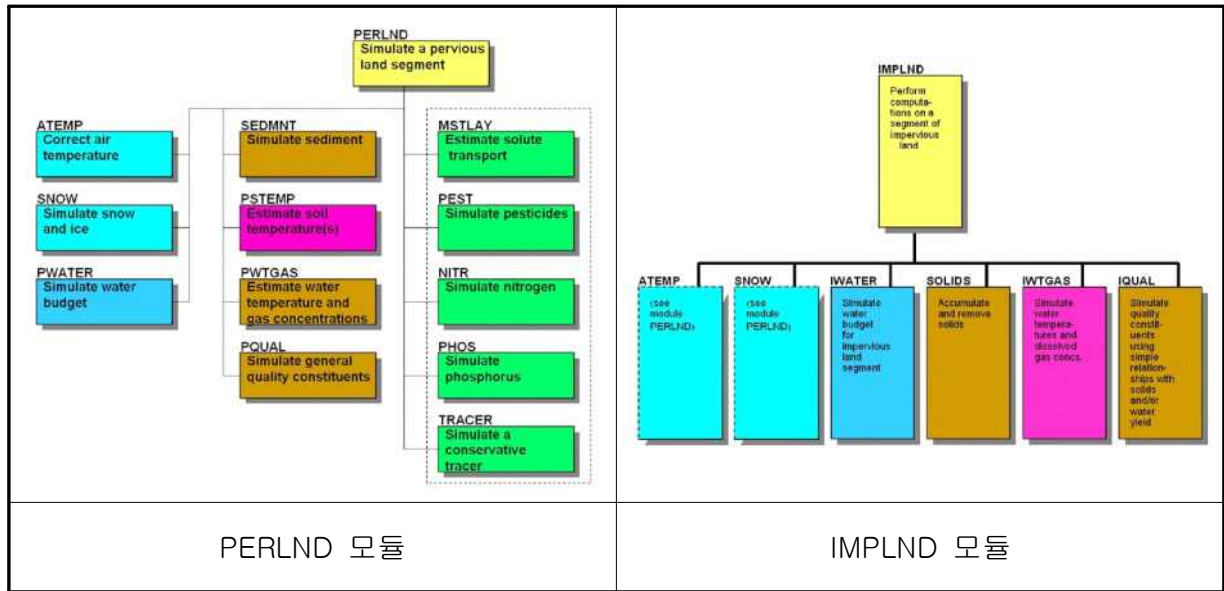 PERLND
Simulate a pervious
land segment
ATEMP
Correct air
temperature
SNOW
Simulate snow
and ice
PWATER
Simulate water
budget
SEDMNT
Simulate sediment
PSTEMP
Estimate soil
temperature(s)
PWTGAS
Estimate water
temperature and
gas concentrations
PQUAL
Simulate general
quality constituents
MSTLAY
Estimate solute
transport
PEST
Simulate pesticides
NITR
Simulate nitrogen
PHOS
Simulate
phosphorus
TRACER
Simulate a
conservative
tracer
PERLND 모듈
IMPLND
Perform
computa-
tions on a
segment of
impervious
land
ATEMP
(see
module
PERLND)
SNOW
(see
module
PERLND)
IWATER
Simulate
water
budget
for
impervious
land
segment
SOLIDS
Accumulate
and remove
solids
IWTGAS
Simulate
water
tempera-
tures and
dissolved
gas concs.
IQUAL
Simulate
quality
constit-
uents
using
simple
relation-
ships with
solids
and/or
water
yield
IMPLND 모듈